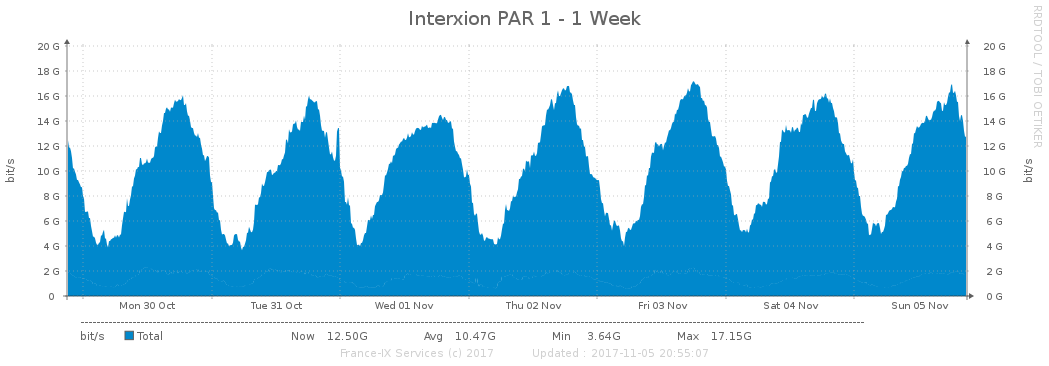 Interxion PAR 1 - 1 Week
RRDTOOL / TOBI OETIKER
20 G 20 G
18 G 18 G
16 G 16 G
14 G 14 G
12 G 12 G
10 G 10 G
8 G 8 G
6 G 6 G
4 G 4 G
2 G 2 G
0 0 G
bit/s
bit/s
Mon 30 Oct Tue 31 Oct Wed 01 Nov Thu 02 Nov Fri 03 Nov Sat 04 Nov Sun 05 Nov
bit/s Total Now 12.50G Avg 10.47G Min 3.64G Max 17.15G
France-IX Services (c) 2017 Updated : 2017-11-05 20:55:07